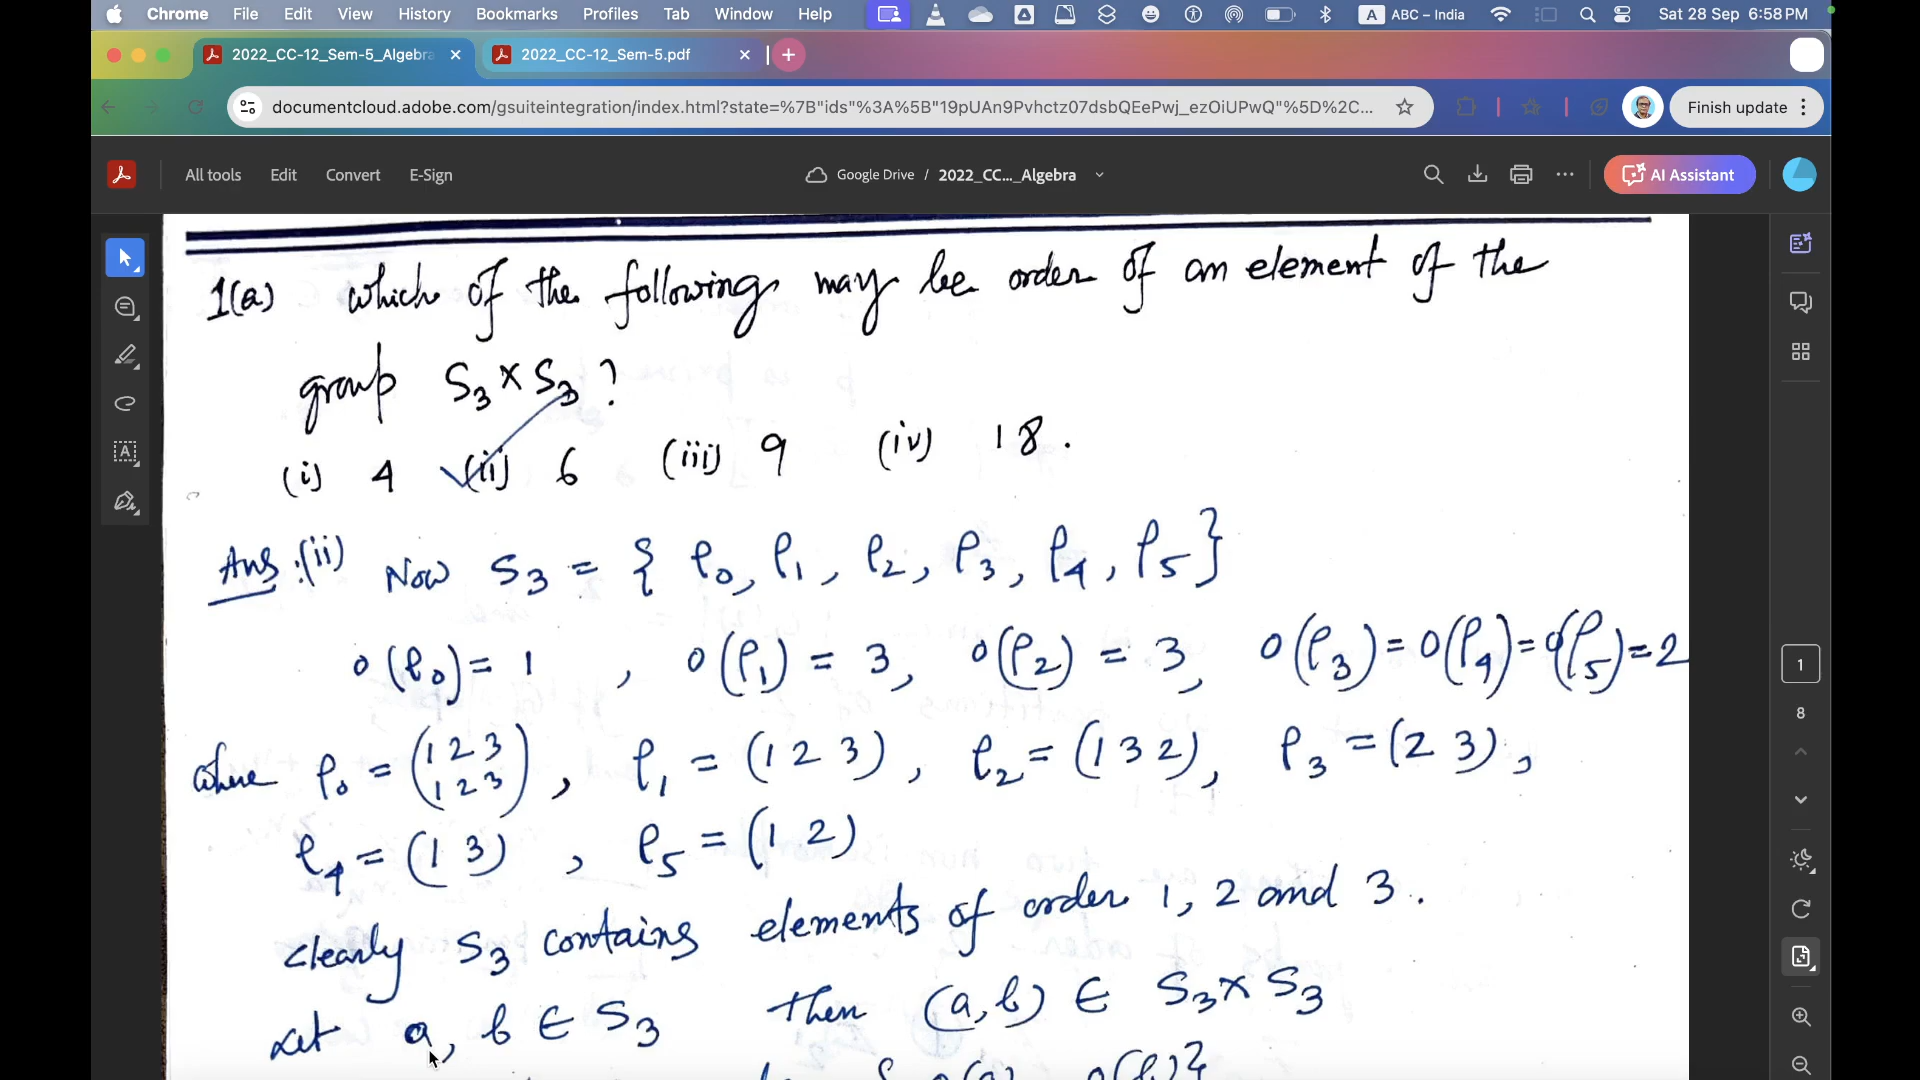 Chrome File Edit View History Bookmarks Profiles Tab Window Help A ABC – India Sat 28 Sep 6:58 PM
2022_CC-12_Sem-5_Algebra 2022_CC-12_Sem-5.pdf
documentcloud.adobe.com/gsuiteintegration/index.html?state=%7B"ids"%3A%5B"19pUAn9Pvhctz07dsbQEePwj_ezOiUPwQ"%5D%2C... Finish update
All tools Edit Convert E-Sign Google Drive / 2022_CC..._Algebra AI Assistant
1(a) which of the following may be order of an element of the
group S₃ × S₃ ?
(i) 4 ✓(ii) 6 (iii) 9 (iv) 18.
Ans:(ii) Now S₃ = { ρ₀, ρ₁, ρ₂, ρ₃, ρ₄, ρ₅ }
o(ρ₀) = 1 , o(ρ₁) = 3, o(ρ₂) = 3, o(ρ₃) = o(ρ₄) = o(ρ₅) = 2
where ρ₀ = (1 2 3
1 2 3) , ρ₁ = (1 2 3) , ρ₂ = (1 3 2), ρ₃ = (2 3),
ρ₄ = (1 3) , ρ₅ = (1 2)
clearly S₃ contains elements of order 1, 2 and 3.
Let a, b ∈ S₃ then (a, b) ∈ S₃ × S₃
1
8